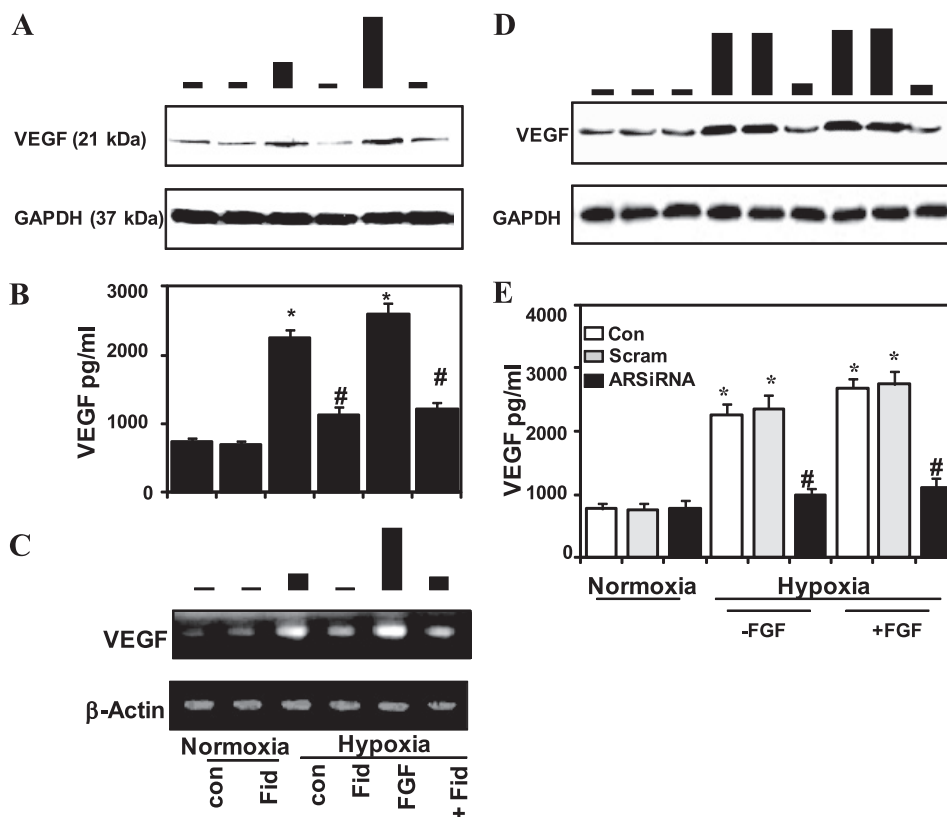 A
VEGF (21 kDa)
GAPDH (37 kDa)
B
VEGF pg/ml
3000
2000
1000
0
*
#
*
#
C
VEGF
β-Actin
Normoxia
Hypoxia
con
Fid
con
Fid
FGF
+ Fid
D
VEGF
GAPDH
E
VEGF pg/ml
4000
3000
2000
1000
0
Con
Scram
ARSiRNA
*
*
#
*
*
#
Normoxia
Hypoxia
-FGF
+FGF